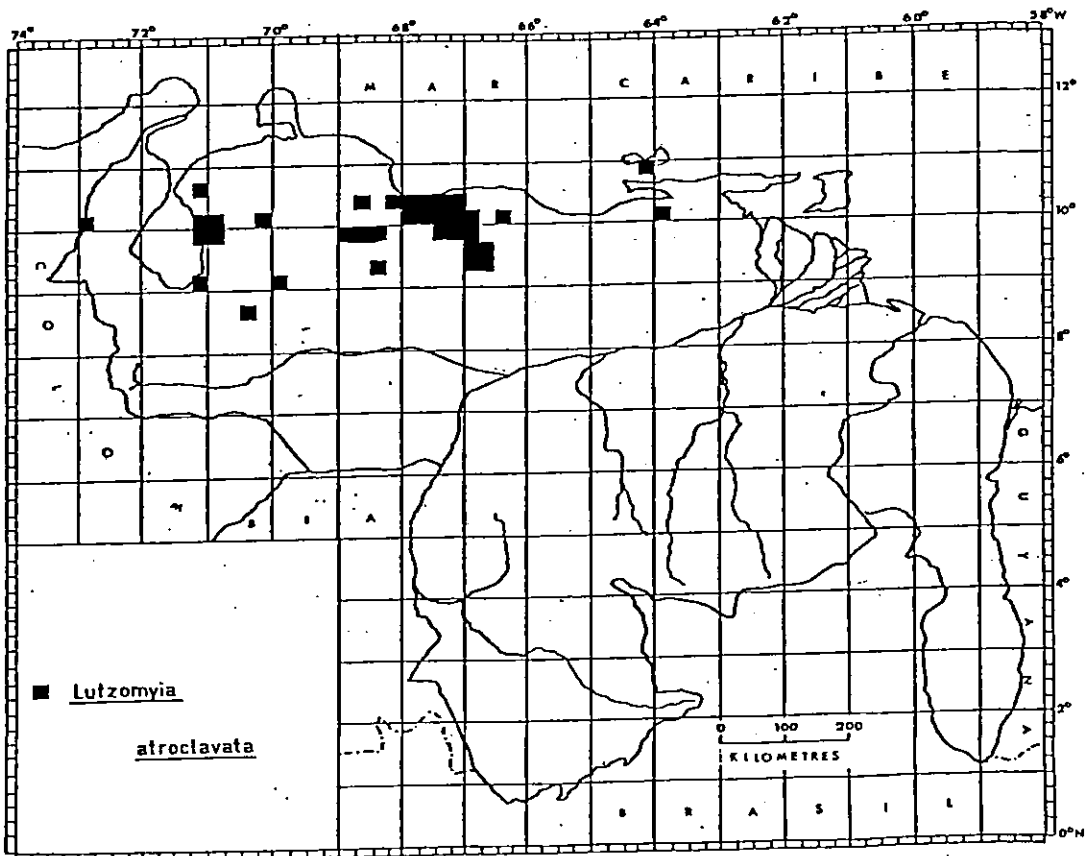 74° 72° 70° 68° 66° 64° 62° 60° 58°W
M A R C A R I B E
12°
10°
8°
6°
4°
2°
0°N
C O L O M B I A
G U Y A N A
B R A S I L
Lutzomyia
atroclavata
0 100 200
KILOMETRES